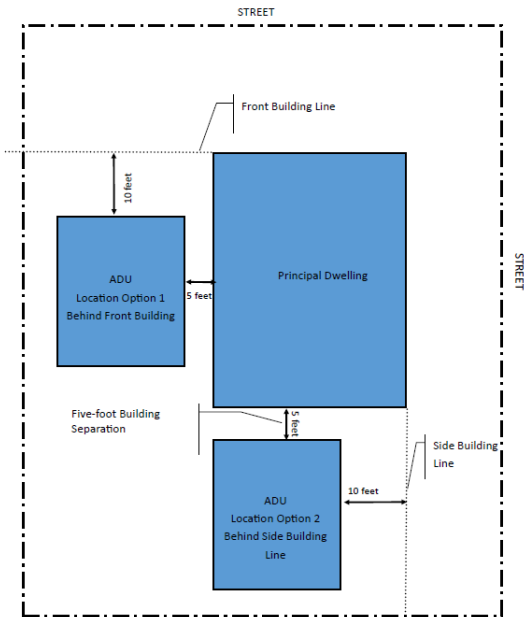 STREET
Front Building Line
10 feet
ADU
Location Option 1
Behind Front Building
5 feet
Principal Dwelling
STREET
Five-foot Building
Separation
5 feet
Side Building
Line
10 feet
ADU
Location Option 2
Behind Side Building
Line